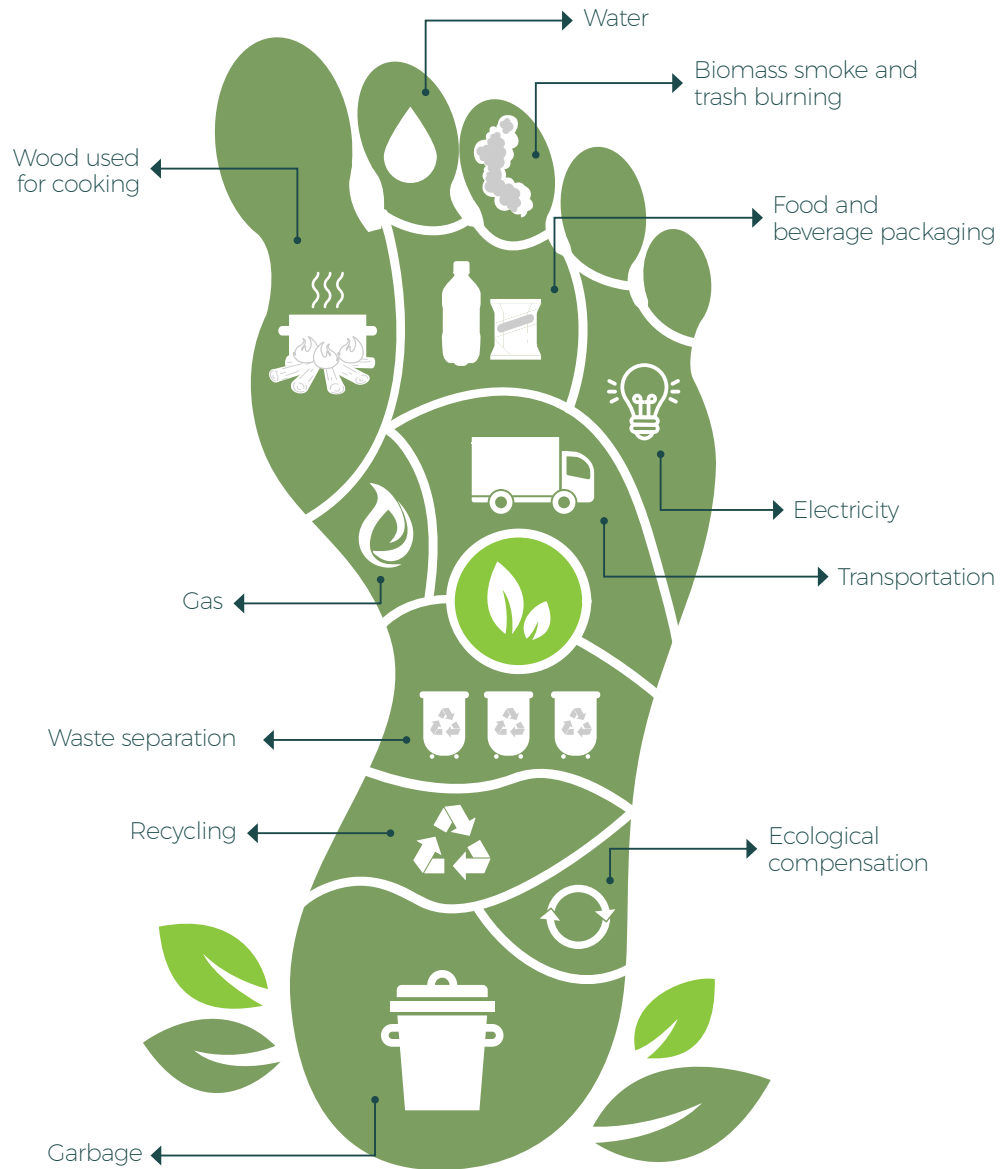 Water
Biomass smoke and
trash burning
Wood used
for cooking
Food and
beverage packaging
Electricity
Transportation
Gas
Waste separation
Recycling
Ecological
compensation
Garbage